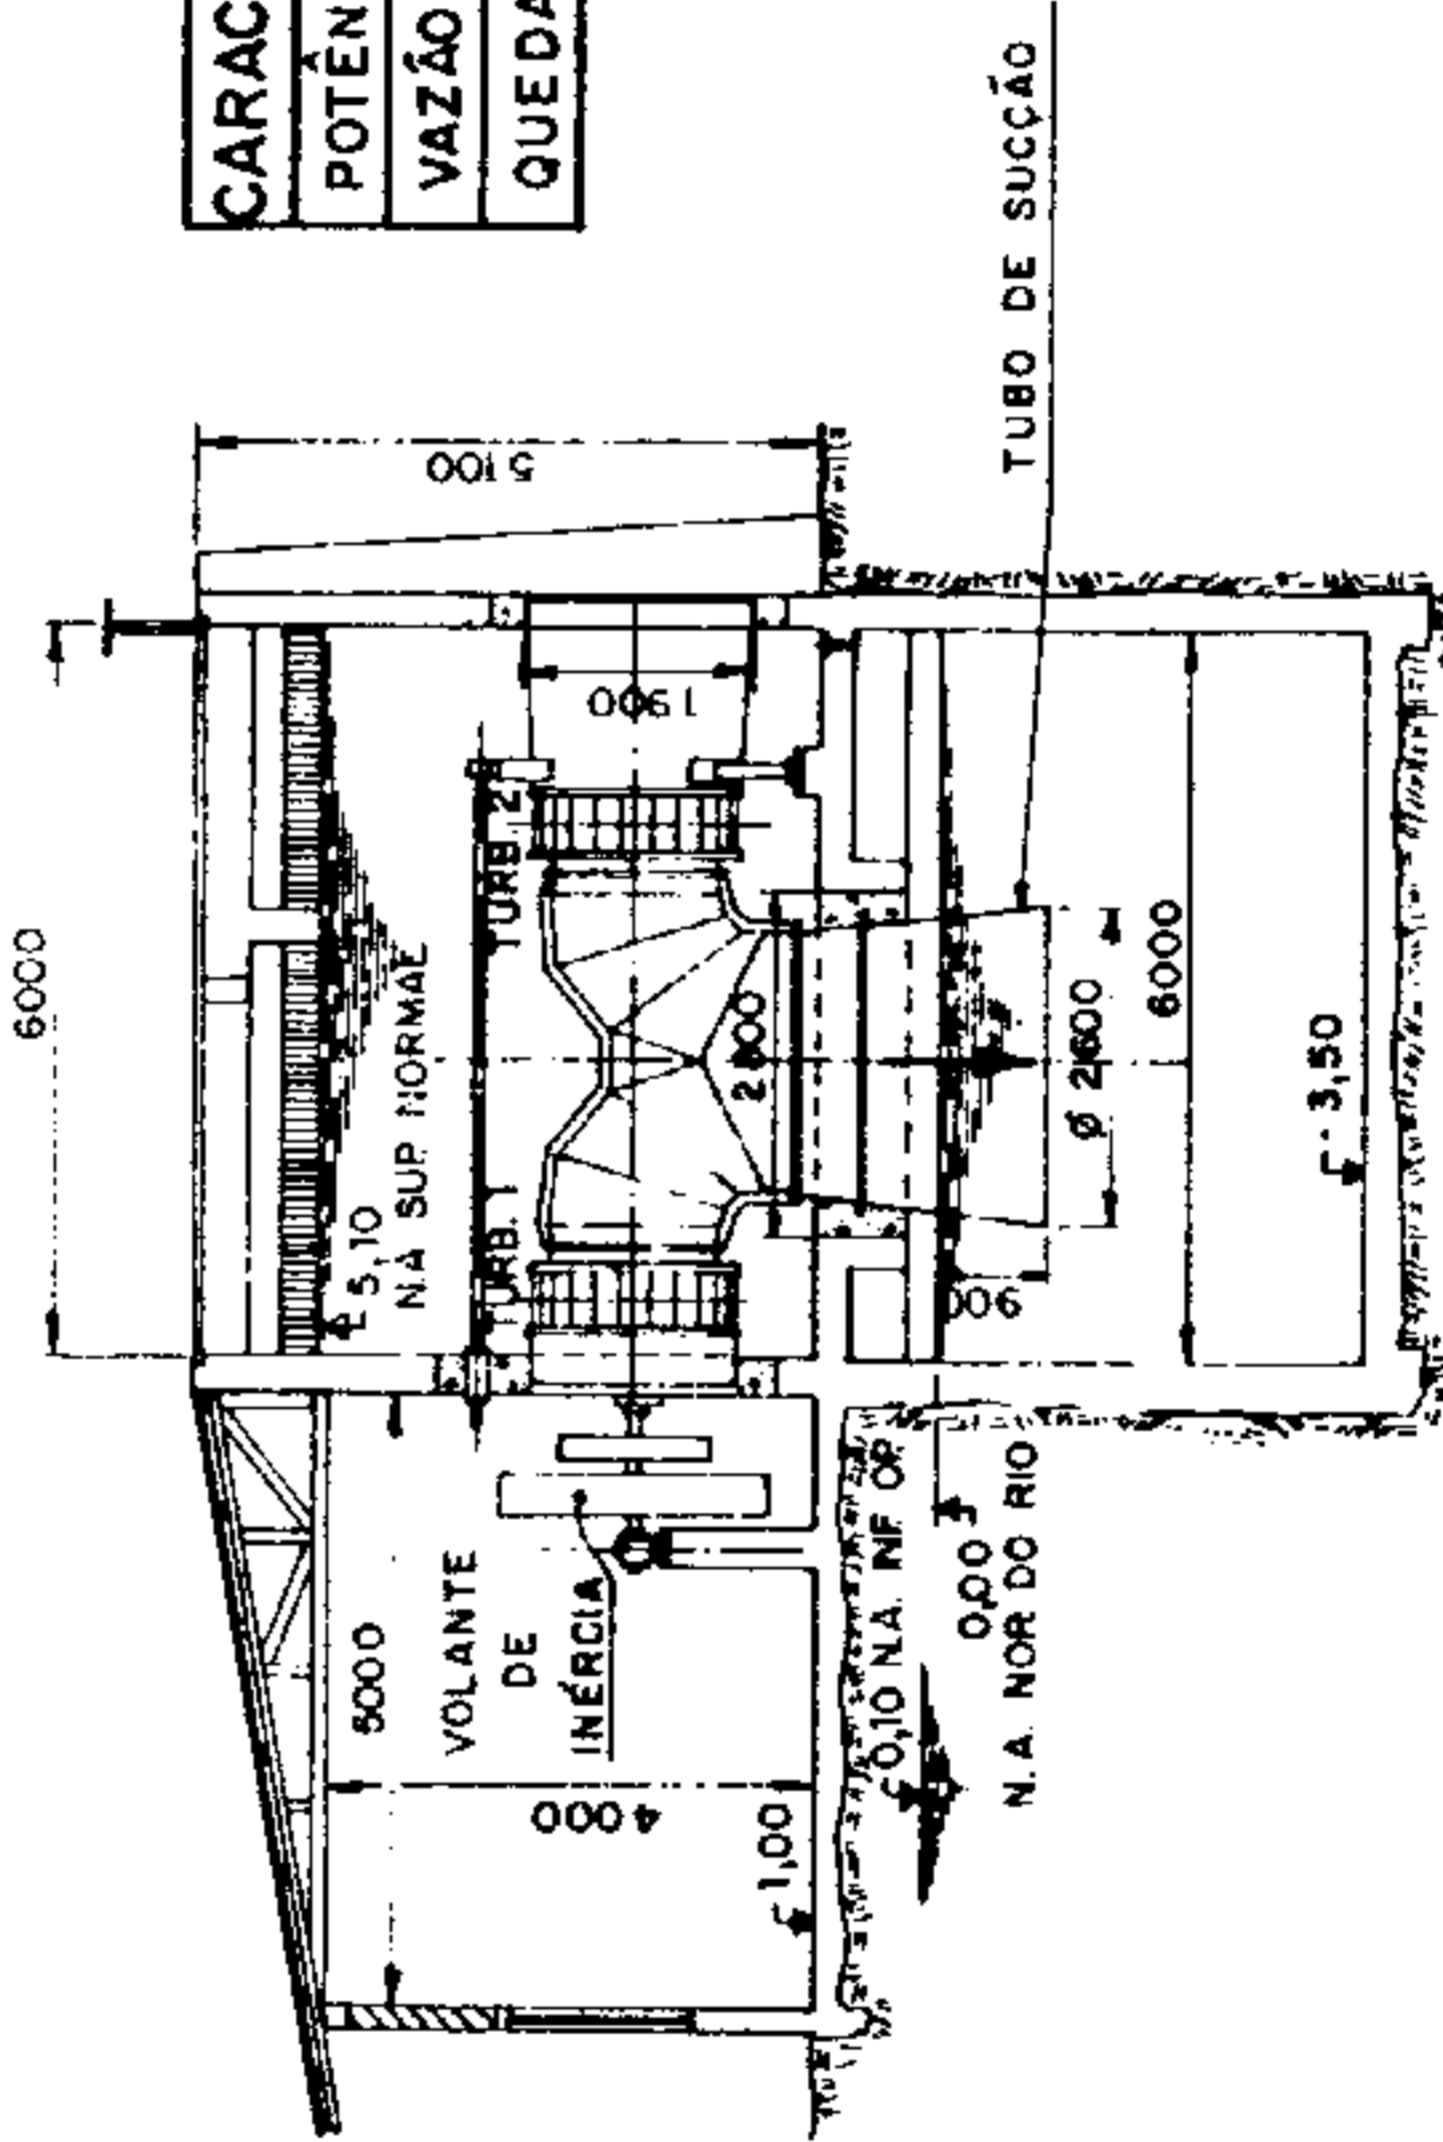 CARAC
POTÊN
VAZÃO
QUEDA
6000
5100
5,10
N.A SUP. NORMAE
TURB. 1
TURB 2
1900
2800
TUBO DE SUCÇÃO
5000
VOLANTE
DE
INÉRCIA
4000
1,00
0,10 N.A. INF OR
0,00
N.A. NOR DO RIO
900
Ø 2600
6000
- 3,50